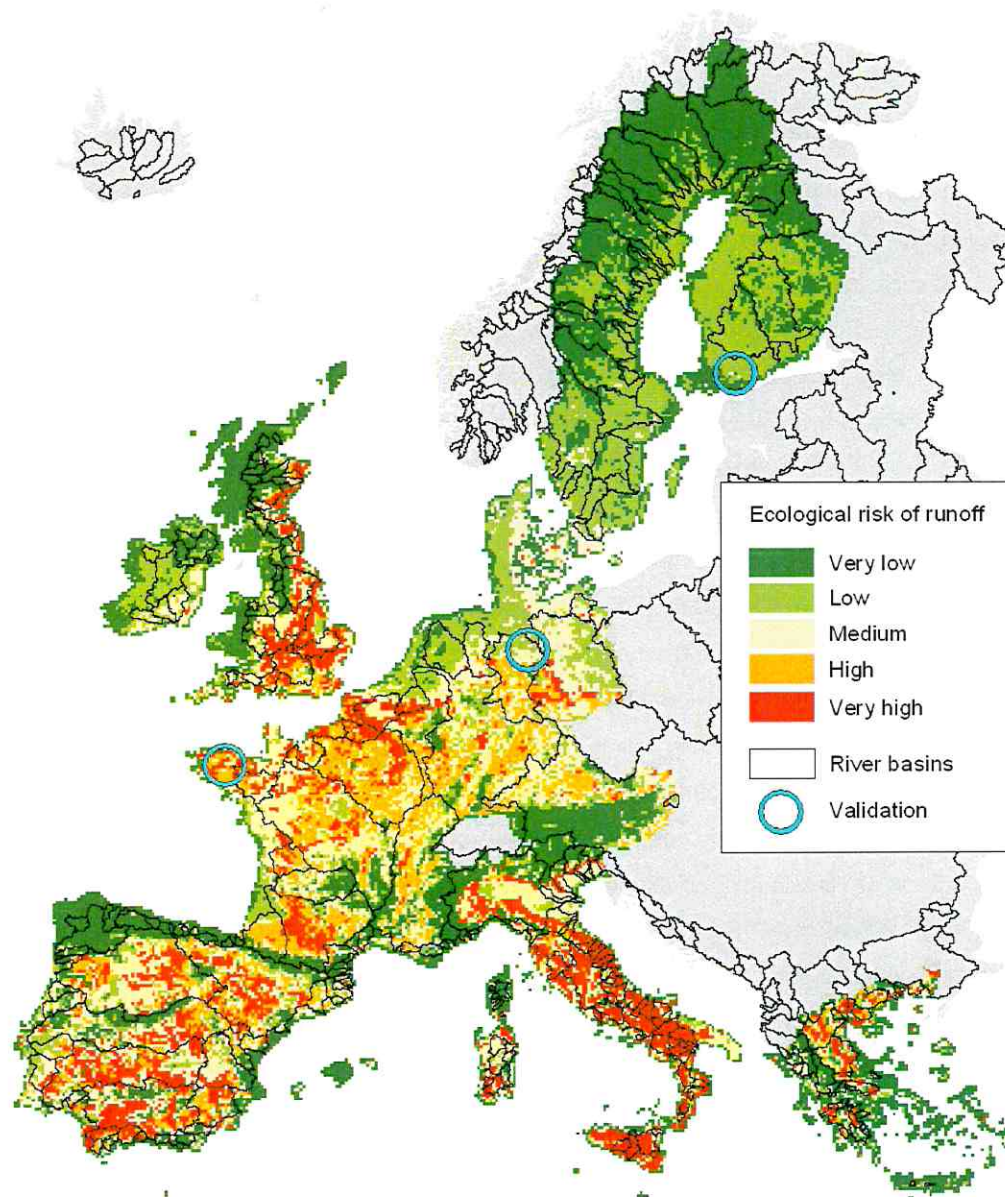 Ecological risk of runoff
Very low
Low
Medium
High
Very high
River basins
Validation